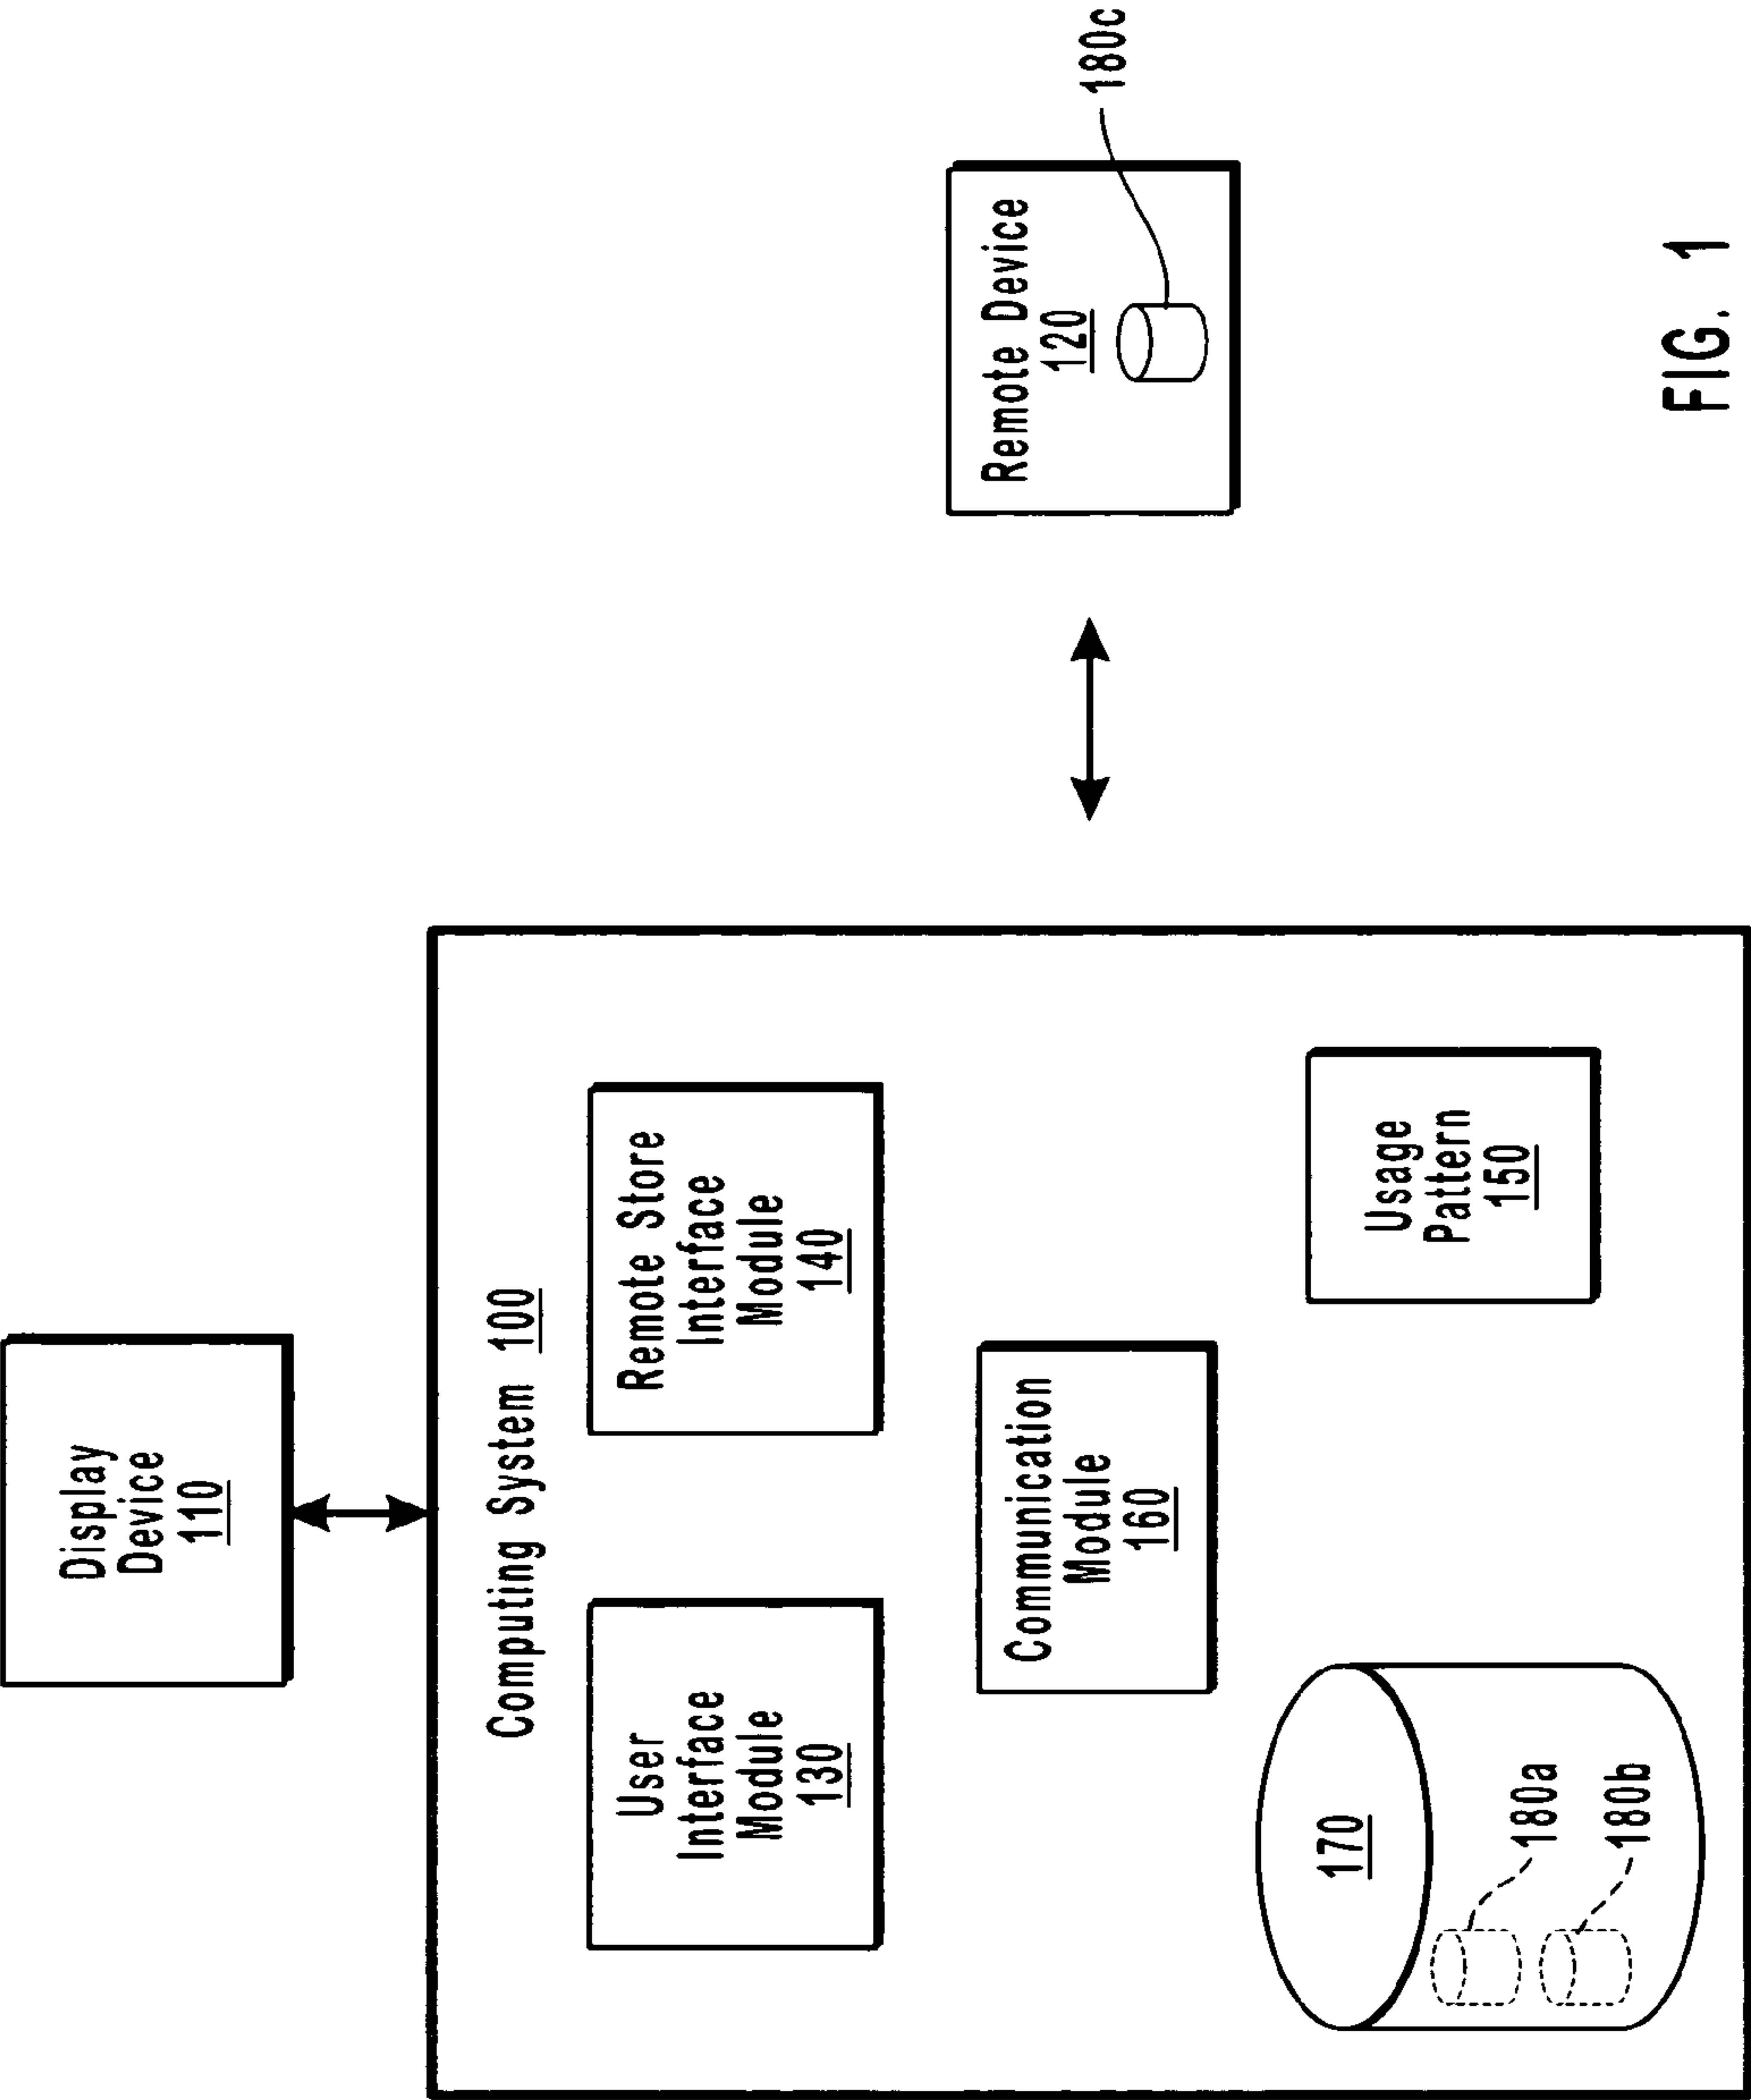 Display
Device
110
Computing System 100
User
Interface
Module
130
Remote Store
Interface
Module
140
Communication
Module
160
170
180a
180b
Usage
Pattern
150
Remote Device
120
180c
FIG. 1